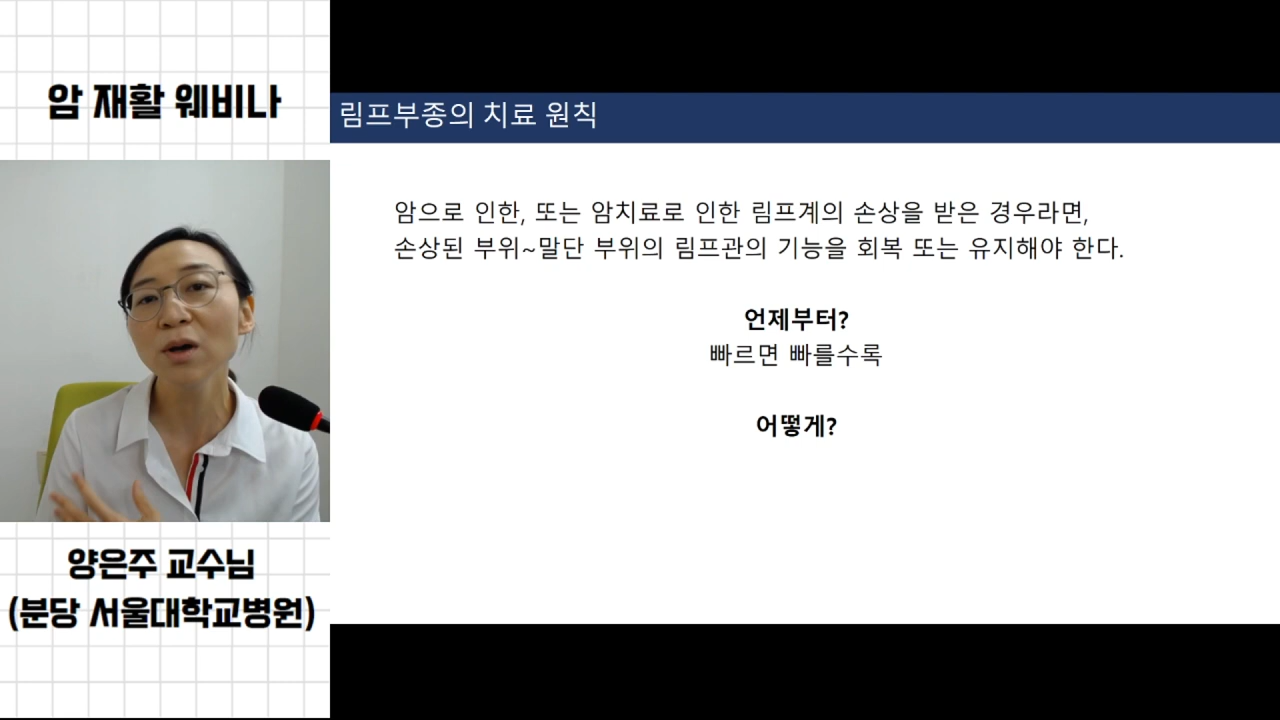 암 재활 웨비나
양은주 교수님
(분당 서울대학교병원)
림프부종의 치료 원칙
암으로 인한, 또는 암치료로 인한 림프계의 손상을 받은 경우라면,
손상된 부위~말단 부위의 림프관의 기능을 회복 또는 유지해야 한다.
언제부터?
빠르면 빠를수록
어떻게?